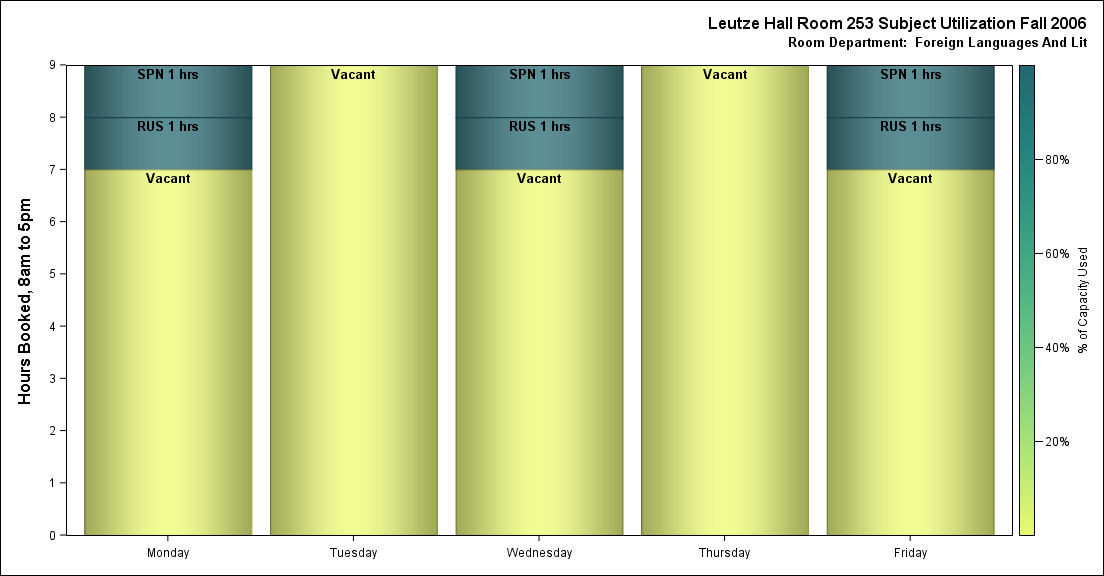 Leutze Hall Room 253 Subject Utilization Fall 2006
Room Department:  Foreign Languages And Lit
Hours Booked, 8am to 5pm
9
8
7
6
5
4
3
2
1
0
SPN 1 hrs
RUS 1 hrs
Vacant
Vacant
SPN 1 hrs
RUS 1 hrs
Vacant
Vacant
SPN 1 hrs
RUS 1 hrs
Vacant
Monday
Tuesday
Wednesday
Thursday
Friday
80%
60%
40%
20%
% of Capacity Used